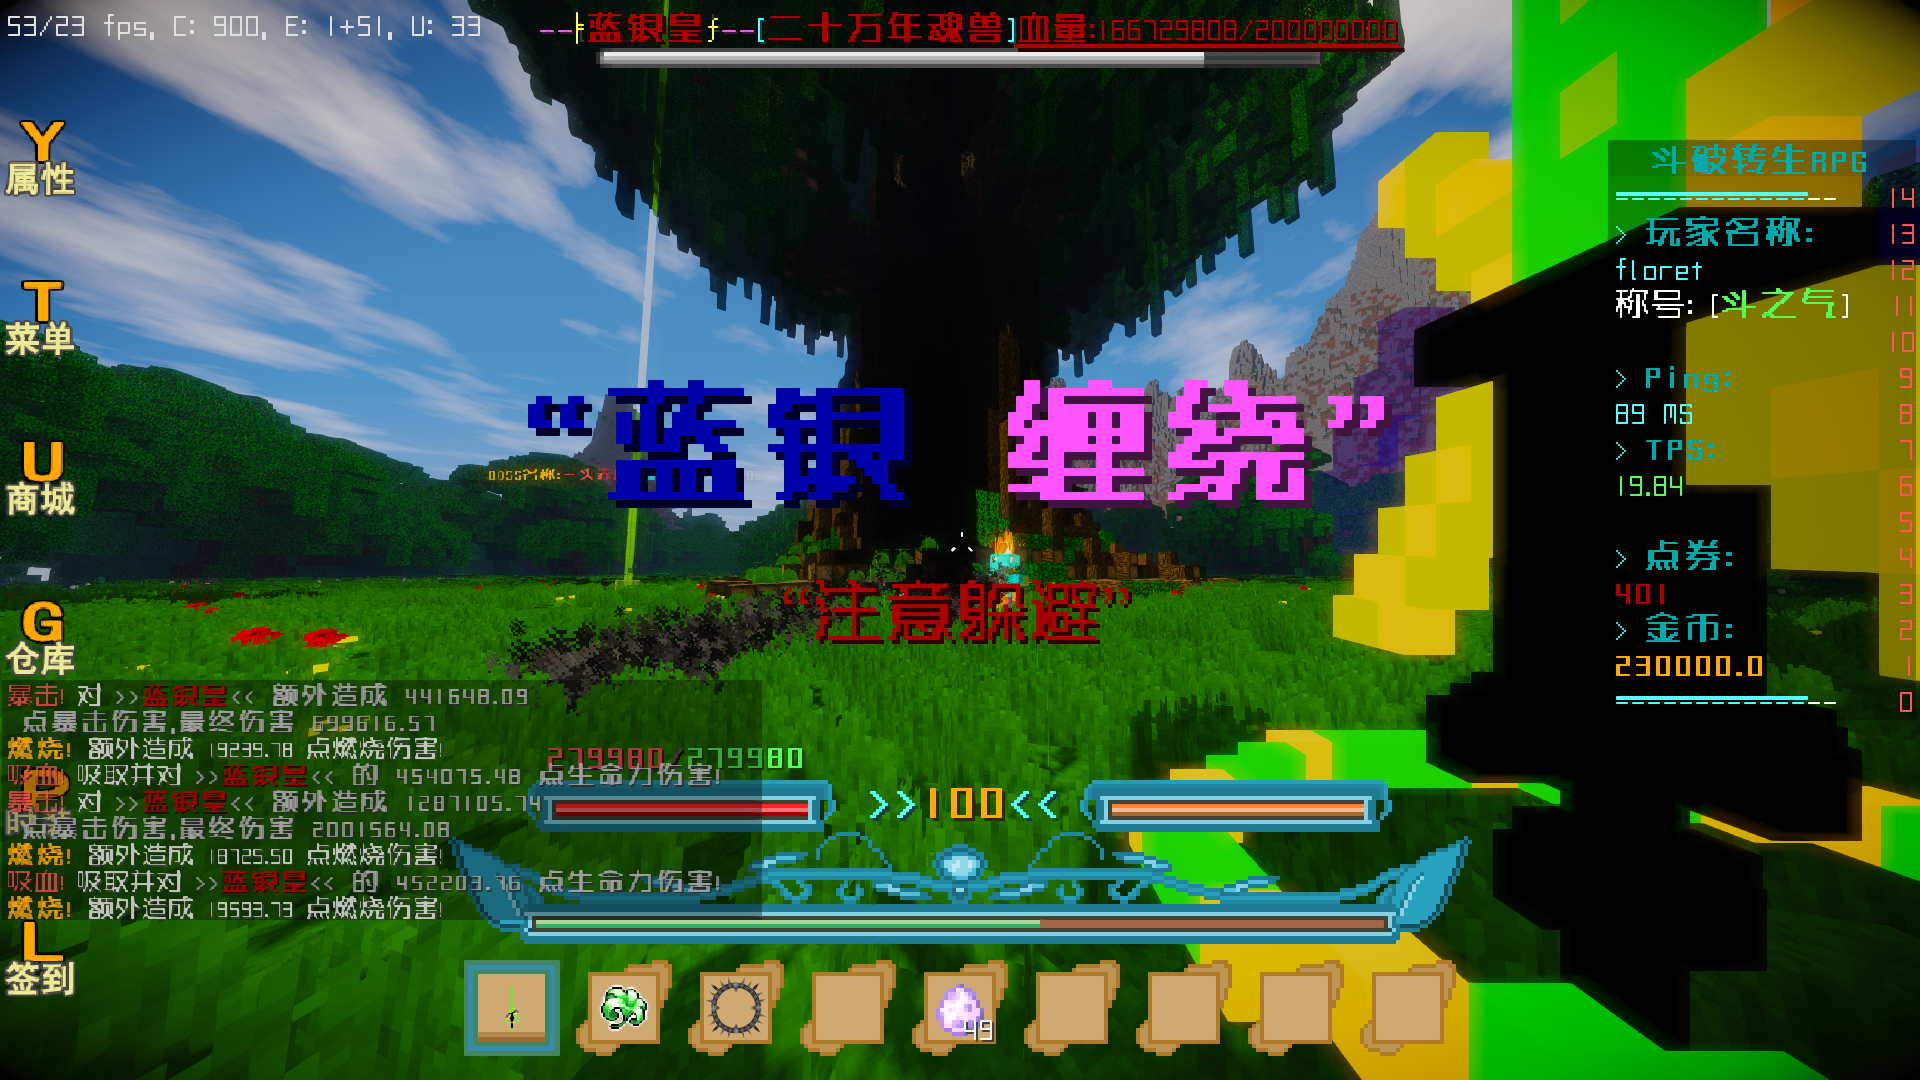 53/23 fps, C: 900, E: 1+51, U: 33
--╞蓝银皇╡--[二十万年魂兽]血量:166729808/200000000
Y
属性
T
菜单
U
商城
G
仓库
L
签到
斗破转生RPG
> 玩家名称:
floret
称号: [斗之气]
> Ping:
89 MS
> TPS:
19.84
> 点券:
401
> 金币:
230000.0
14
13
12
11
10
9
8
7
6
5
4
3
2
1
0
“蓝银 缠绕”
“注意躲避”
暴击! 对 >>蓝银皇<< 额外造成 441648.09
点暴击伤害,最终伤害 699616.57
燃烧! 额外造成 19239.78 点燃烧伤害!
吸血! 吸取并对 >>蓝银皇<< 的 454075.48 点生命力伤害!
暴击! 对 >>蓝银皇<< 额外造成 1287105.74
点暴击伤害,最终伤害 2001564.08
燃烧! 额外造成 18725.50 点燃烧伤害!
吸血! 吸取并对 >>蓝银皇<< 的 452203.76 点生命力伤害!
燃烧! 额外造成 19593.73 点燃烧伤害!
279980/279980
>>100<<
49